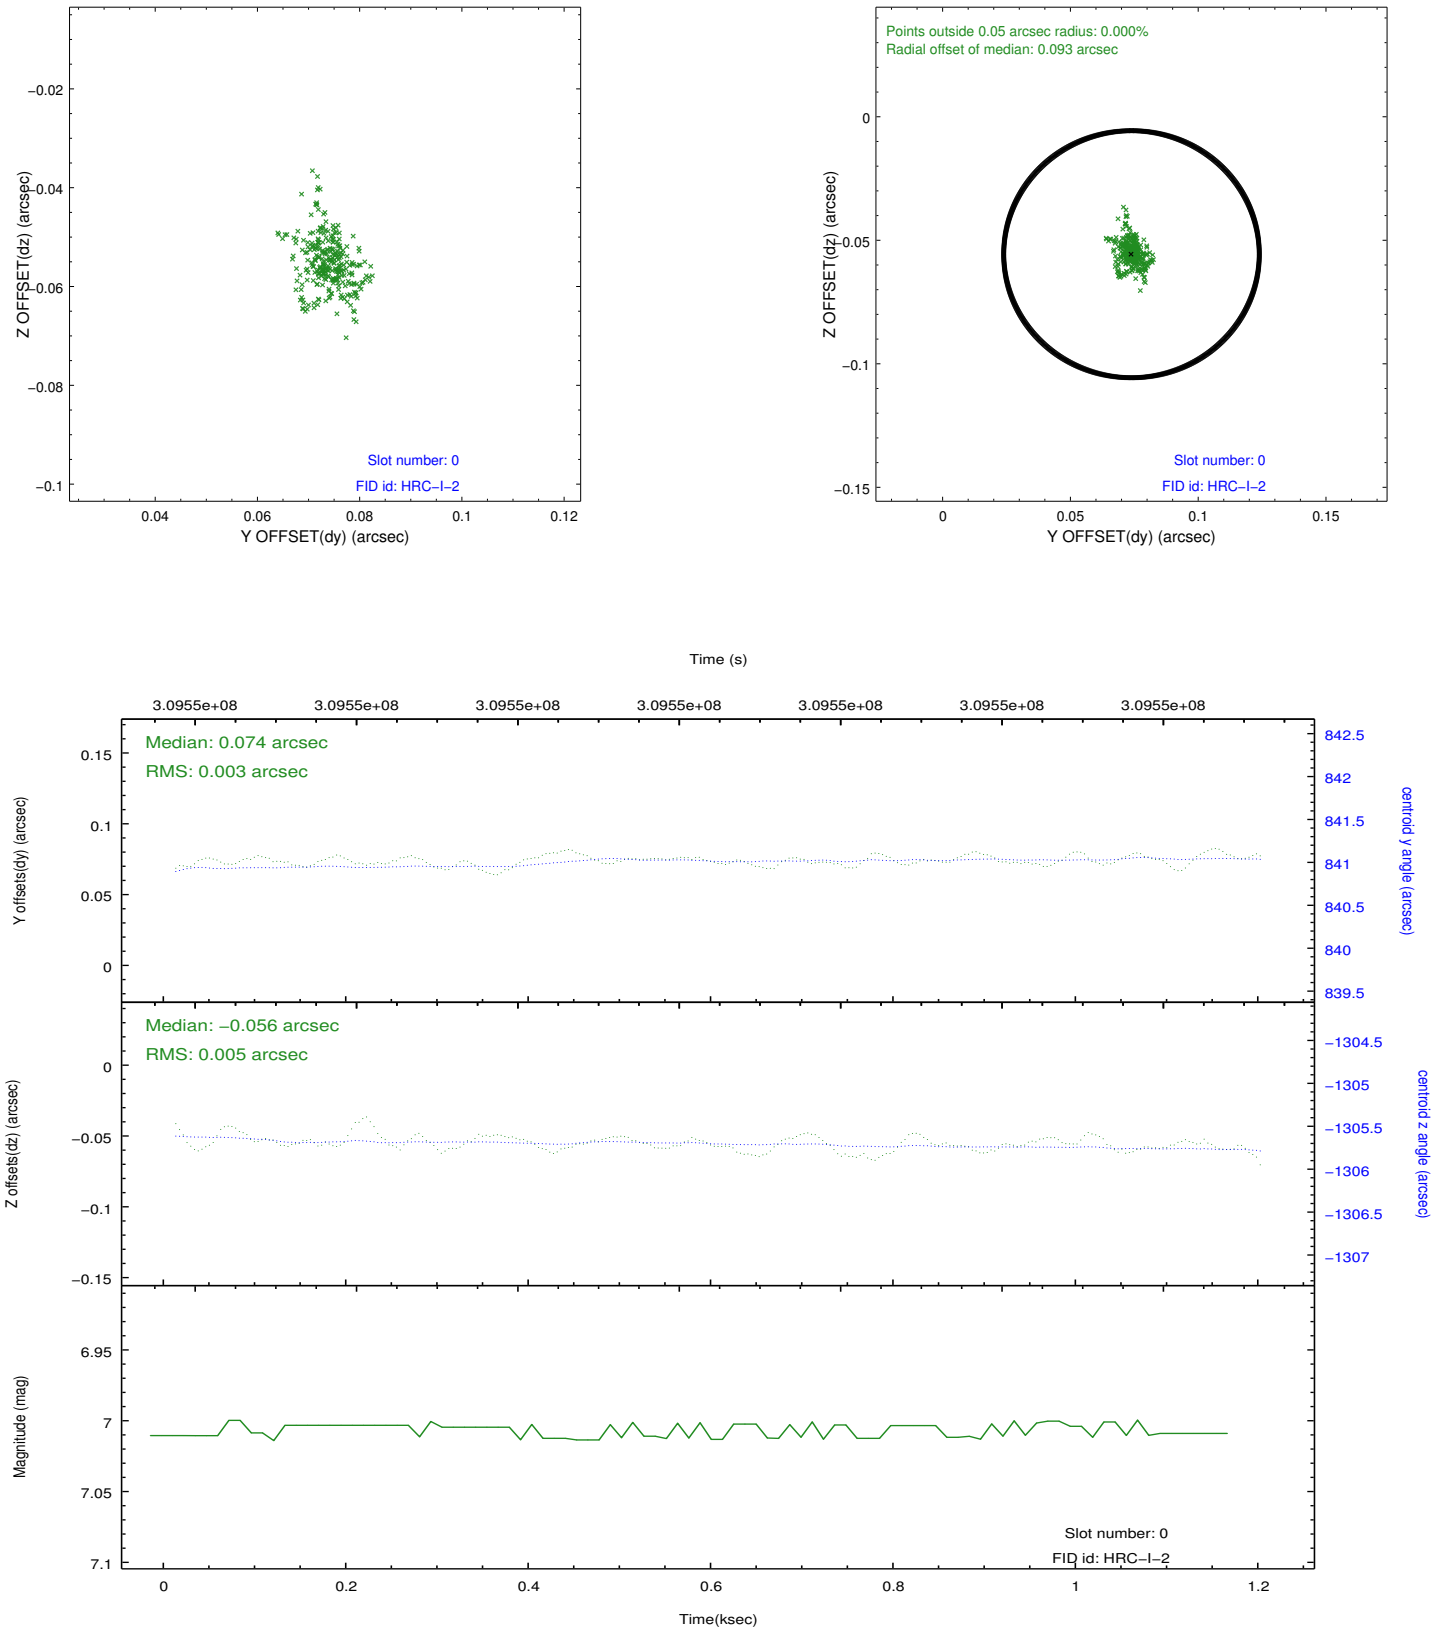 −0.02
−0.04
−0.06
−0.08
−0.1
Z OFFSET(dz) (arcsec)
Slot number: 0
FID id: HRC−I−2
0.04 0.06 0.08 0.1 0.12
Y OFFSET(dy) (arcsec)
Points outside 0.05 arcsec radius: 0.000%
Radial offset of median: 0.093 arcsec
0
−0.05
−0.1
−0.15
Z OFFSET(dz) (arcsec)
Slot number: 0
FID id: HRC−I−2
0 0.05 0.1 0.15
Y OFFSET(dy) (arcsec)
Time (s)
3.0955e+08 3.0955e+08 3.0955e+08 3.0955e+08 3.0955e+08 3.0955e+08 3.0955e+08
Median: 0.074 arcsec
RMS: 0.003 arcsec
0.15
0.1
0.05
0
Y offsets(dy) (arcsec)
842.5
842
841.5
841
840.5
840
839.5
centroid y angle (arcsec)
Median: −0.056 arcsec
RMS: 0.005 arcsec
0
−0.05
−0.1
−0.15
Z offsets(dz) (arcsec)
−1304.5
−1305
−1305.5
−1306
−1306.5
−1307
centroid z angle (arcsec)
6.95
7
7.05
7.1
Magnitude (mag)
Slot number: 0
FID id: HRC−I−2
0 0.2 0.4 0.6 0.8 1 1.2
Time(ksec)